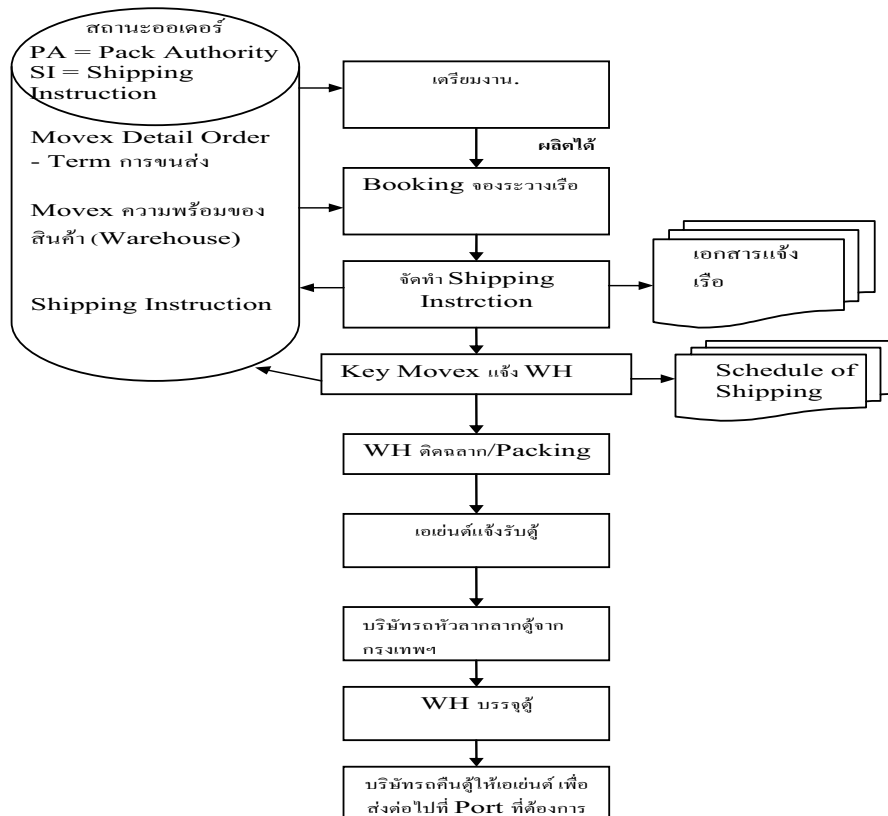 สถานะออเดอร์
PA = Pack Authority
SI = Shipping
Instruction
Movex Detail Order
- Term การขนส่ง
Movex ความพร้อมของ
สินค้า (Warehouse)
Shipping Instruction
เตรียมงาน.
ผลิตได้
Booking จองระวางเรือ
จัดทำ Shipping
Instrction
เอกสารแจ้ง
เรือ
Key Movex แจ้ง WH
Schedule of
Shipping
WH ติดฉลาก/Packing
เอเย่นต์แจ้งรับตู้
บริษัทรถหัวลากลากตู้จาก
กรุงเทพฯ
WH บรรจุตู้
บริษัทรถคืนตู้ให้เอเย่นต์ เพื่อ
ส่งต่อไปที่ Port ที่ต้องการ